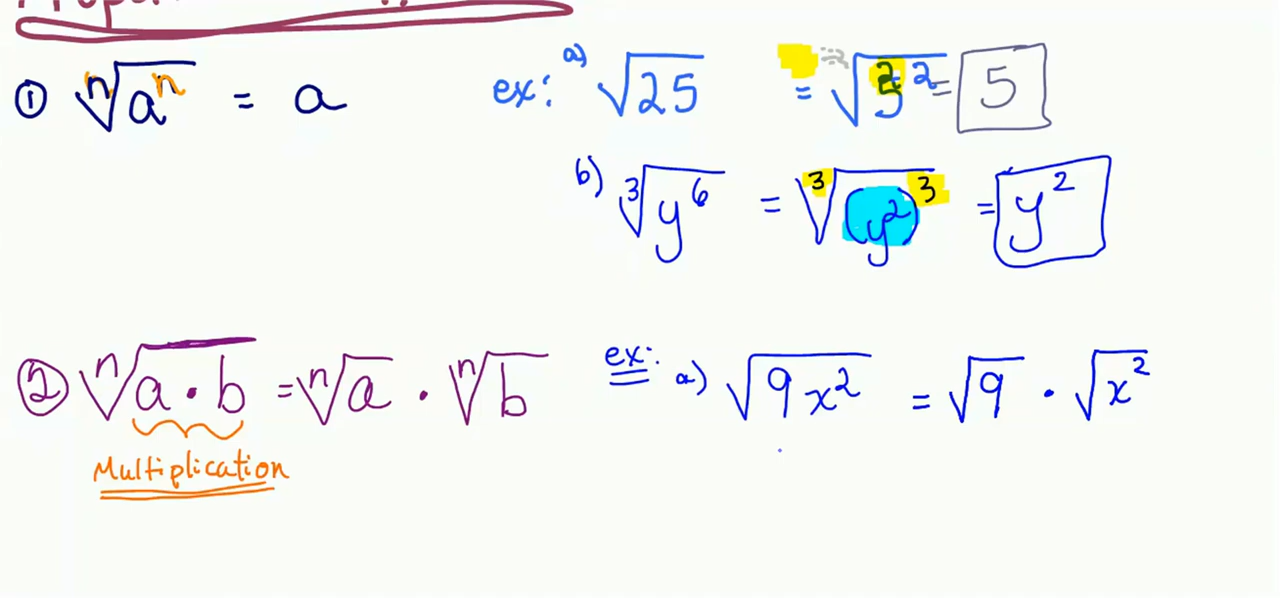 ① ⁿ√aⁿ = a ex: a) √25 = √5² = 5
b) ³√y⁶ = ³√(y²)³ = y²
② ⁿ√a · b = ⁿ√a · ⁿ√b ex: a) √9x² = √9 · √x²
Multiplication